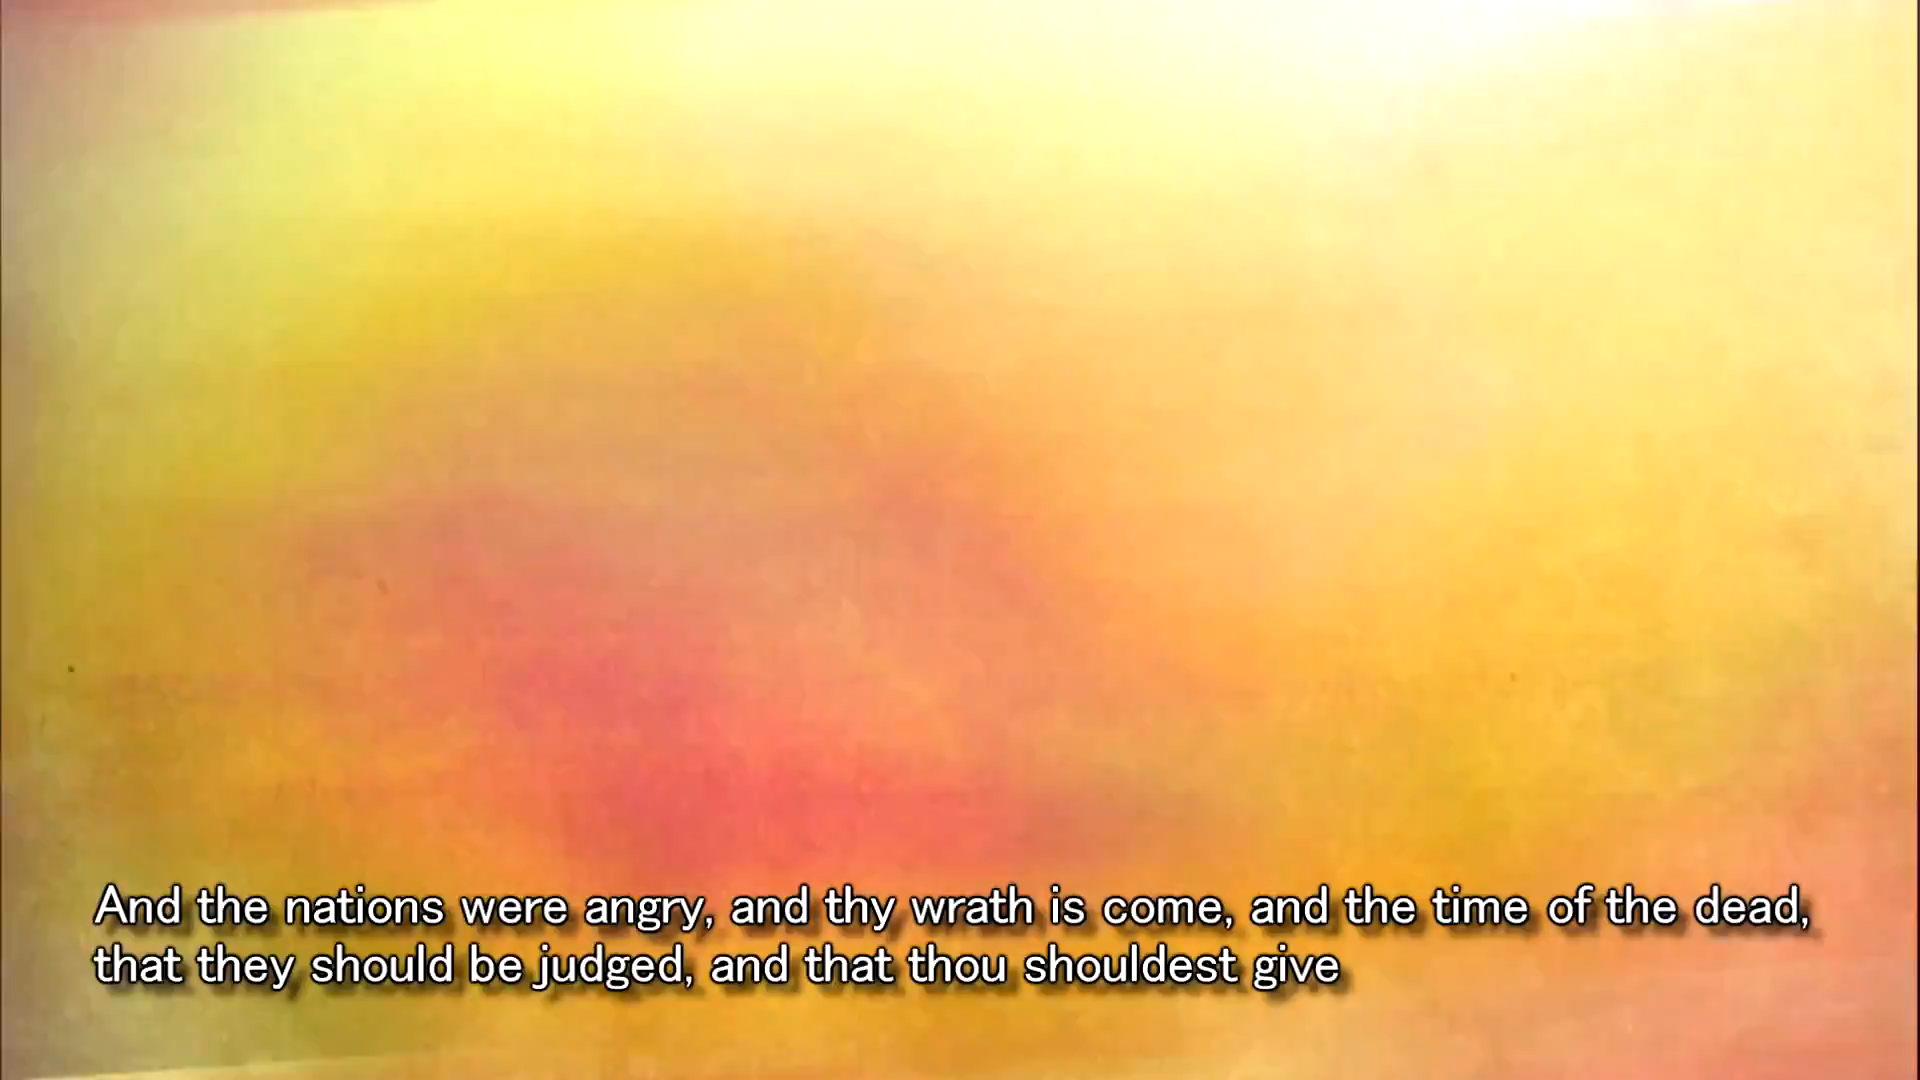 And the nations were angry, and thy wrath is come, and the time of the dead,
that they should be judged, and that thou shouldest give